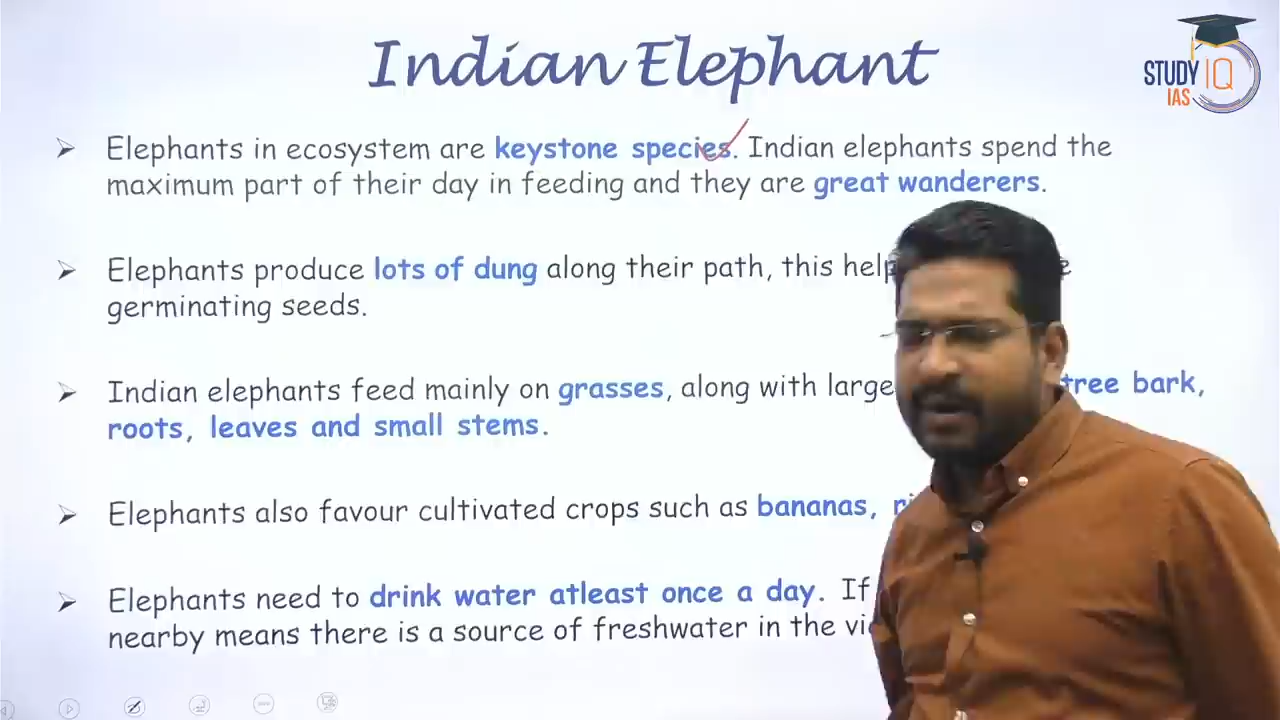 Indian Elephant
STUDY IQ
IAS
➢ Elephants in ecosystem are keystone species. Indian elephants spend the
maximum part of their day in feeding and they are great wanderers.
➢ Elephants produce lots of dung along their path, this
germinating seeds.
➢ Indian elephants feed mainly on grasses, along with large tree bark,
roots, leaves and small stems.
➢ Elephants also favour cultivated crops such as bananas,
➢ Elephants need to drink water atleast once a day. If
nearby means there is a source of freshwater in the